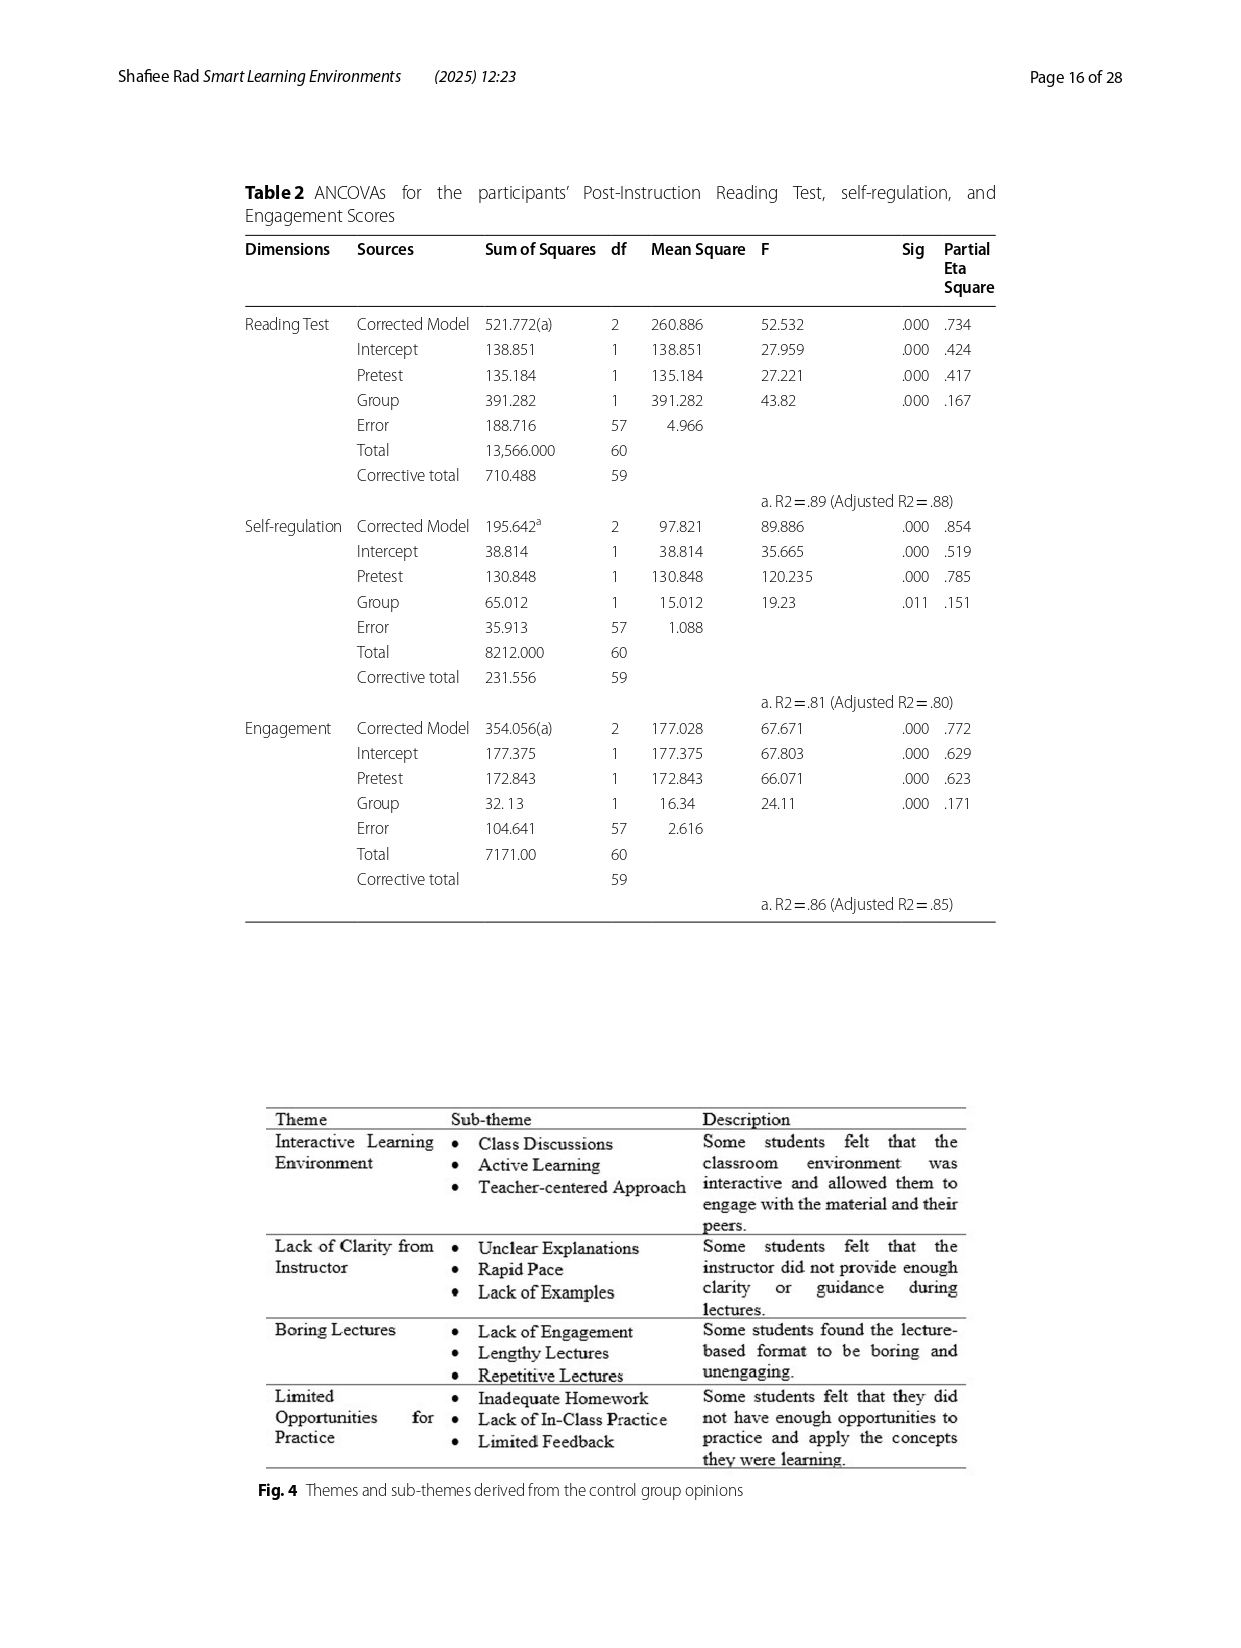 Shafiee Rad Smart Learning Environments (2025) 12:23 Page 16 of 28
Table 2 ANCOVAs for the participants’ Post-Instruction Reading Test, self-regulation, and
Engagement Scores
Dimensions Sources Sum of Squares df Mean Square F Sig Partial
Eta
Square
Reading Test Corrected Model 521.772(a) 2 260.886 52.532 .000 .734
Intercept 138.851 1 138.851 27.959 .000 .424
Pretest 135.184 1 135.184 27.221 .000 .417
Group 391.282 1 391.282 43.82 .000 .167
Error 188.716 57 4.966
Total 13,566.000 60
Corrective total 710.488 59
a. R2 = .89 (Adjusted R2 = .88)
Self-regulation Corrected Model 195.642a 2 97.821 89.886 .000 .854
Intercept 38.814 1 38.814 35.665 .000 .519
Pretest 130.848 1 130.848 120.235 .000 .785
Group 65.012 1 15.012 19.23 .011 .151
Error 35.913 57 1.088
Total 8212.000 60
Corrective total 231.556 59
a. R2 = .81 (Adjusted R2 = .80)
Engagement Corrected Model 354.056(a) 2 177.028 67.671 .000 .772
Intercept 177.375 1 177.375 67.803 .000 .629
Pretest 172.843 1 172.843 66.071 .000 .623
Group 32. 13 1 16.34 24.11 .000 .171
Error 104.641 57 2.616
Total 7171.00 60
Corrective total 59
a. R2 = .86 (Adjusted R2 = .85)
Theme Sub-theme Description
Interactive Learning • Class Discussions Some students felt that the
Environment • Active Learning classroom environment was
• Teacher-centered Approach interactive and allowed them to
engage with the material and their
peers.
Lack of Clarity from • Unclear Explanations Some students felt that the
Instructor • Rapid Pace instructor did not provide enough
• Lack of Examples clarity or guidance during
lectures.
Boring Lectures • Lack of Engagement Some students found the lecture-
• Lengthy Lectures based format to be boring and
• Repetitive Lectures unengaging.
Limited • Inadequate Homework Some students felt that they did
Opportunities for • Lack of In-Class Practice not have enough opportunities to
Practice • Limited Feedback practice and apply the concepts
they were learning.
Fig. 4 Themes and sub-themes derived from the control group opinions